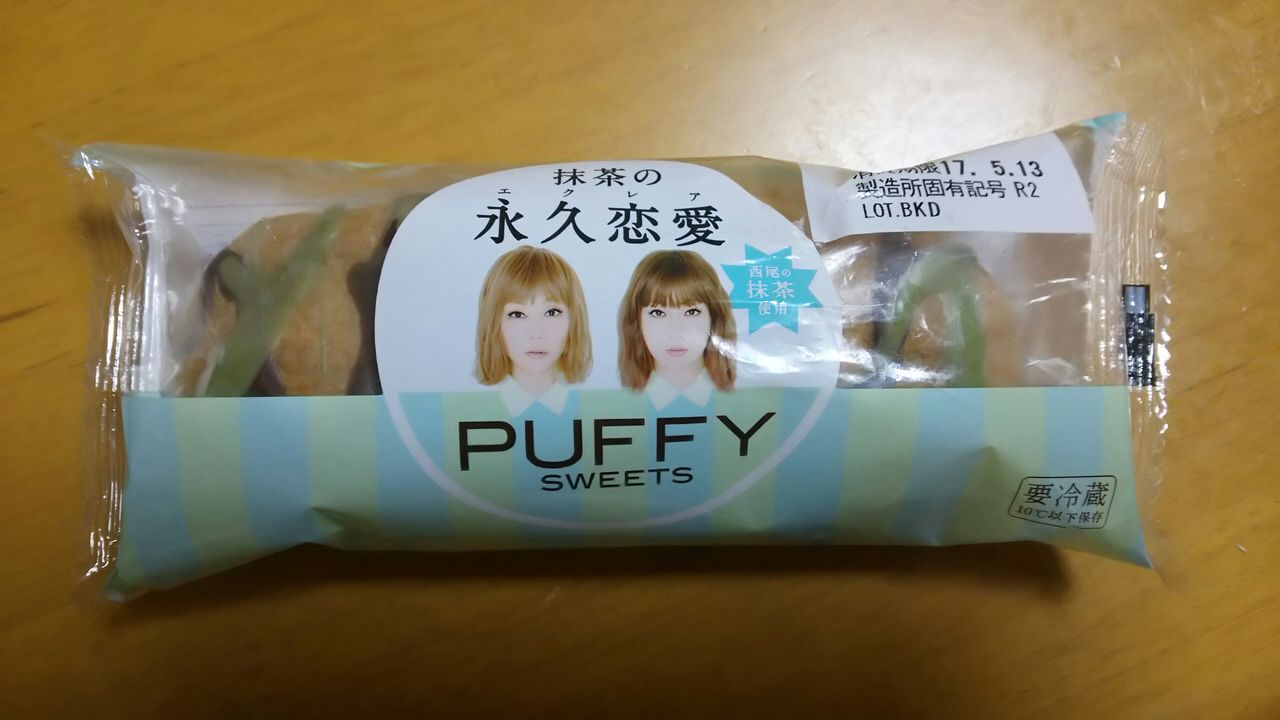 抹茶の
エクレア
永久恋愛
西尾の
抹茶
使用
PUFFY
SWEETS
17. 5.13
製造所固有記号 R2
LOT.BKD
要冷蔵
10℃以下保存